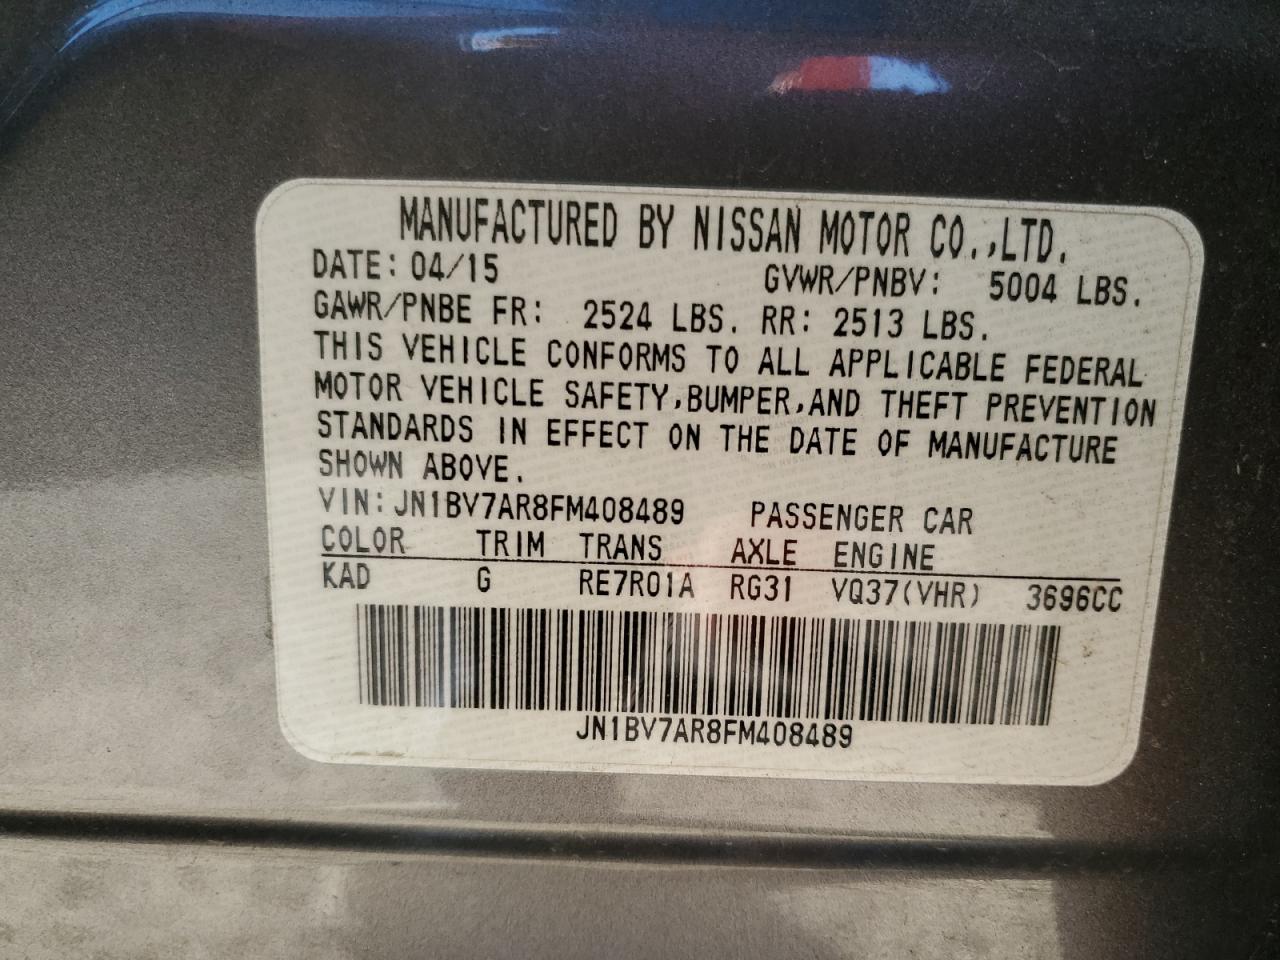 MANUFACTURED BY NISSAN MOTOR CO.,LTD.
DATE: 04/15 GVWR/PNBV: 5004 LBS.
GAWR/PNBE FR: 2524 LBS. RR: 2513 LBS.
THIS VEHICLE CONFORMS TO ALL APPLICABLE FEDERAL
MOTOR VEHICLE SAFETY,BUMPER,AND THEFT PREVENTION
STANDARDS IN EFFECT ON THE DATE OF MANUFACTURE
SHOWN ABOVE.
VIN: JN1BV7AR8FM408489 PASSENGER CAR
COLOR TRIM TRANS AXLE ENGINE
KAD G RE7R01A RG31 VQ37(VHR) 3696CC
JN1BV7AR8FM408489